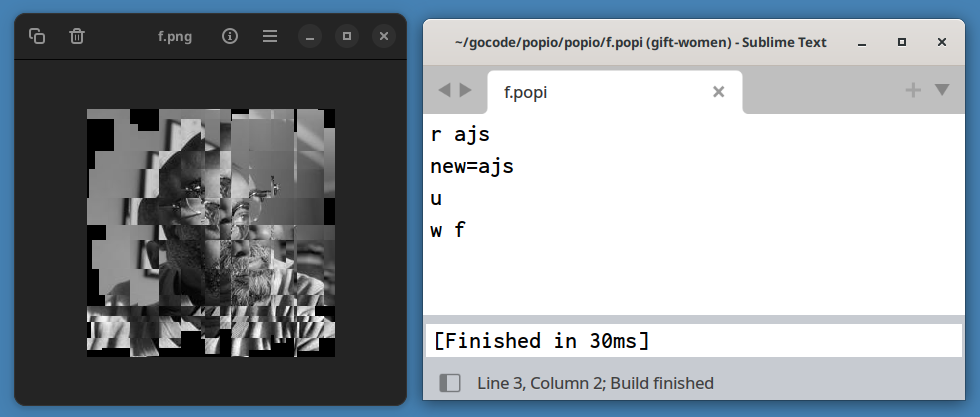 f.png
~/gocode/popio/popio/f.popi (gift-women) - Sublime Text
f.popi
r ajs
new=ajs
u
w f
[Finished in 30ms]
Line 3, Column 2; Build finished